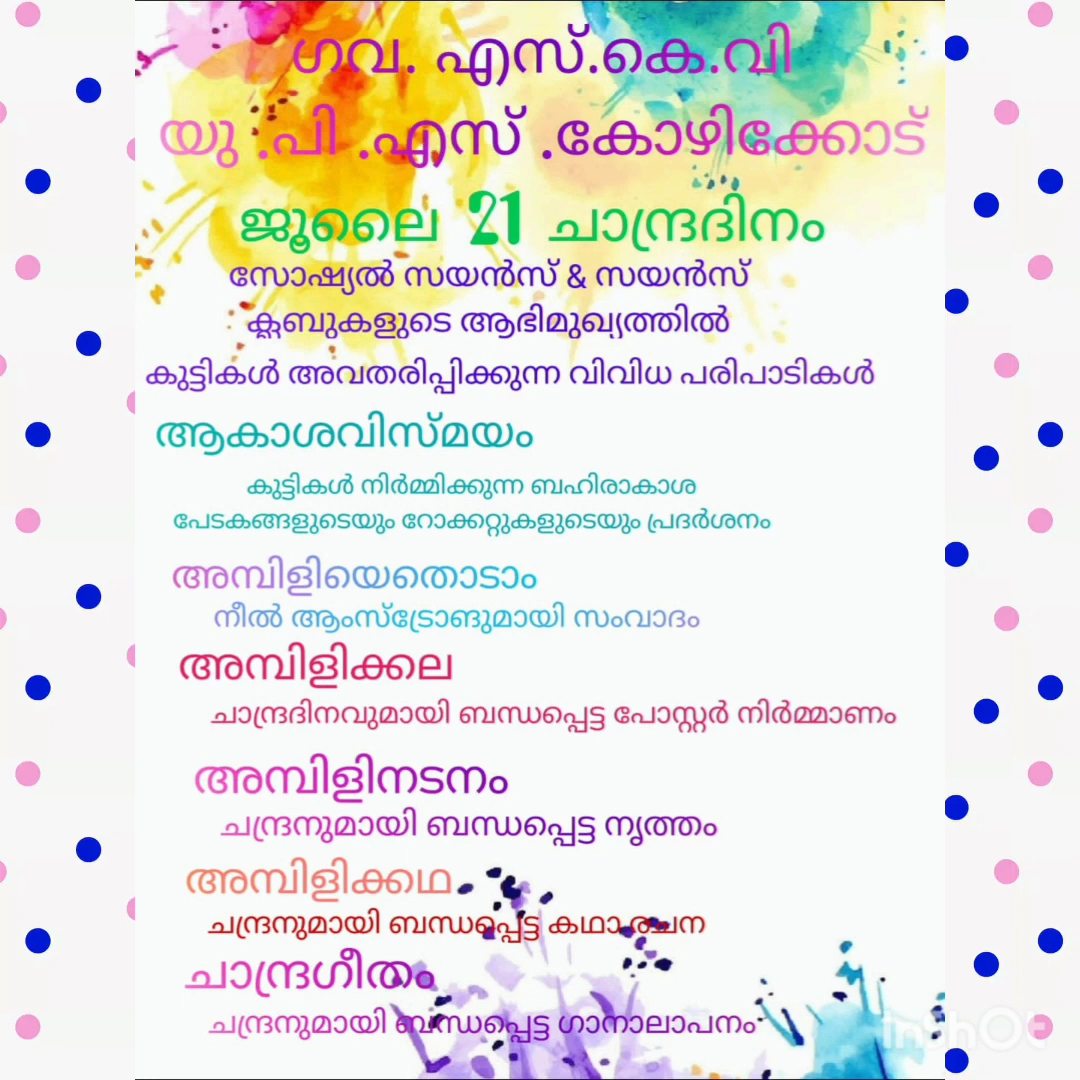 ഗവ. എസ്.കെ.വി
യു .പി .എസ് .കോഴിക്കോട്
ജൂലൈ 21 ചാന്ദ്രദിനം
സോഷ്യൽ സയൻസ് & സയൻസ്
ക്ലബുകളുടെ ആഭിമുഖ്യത്തിൽ
കുട്ടികൾ അവതരിപ്പിക്കുന്ന വിവിധ പരിപാടികൾ
ആകാശവിസ്മയം
കുട്ടികൾ നിർമ്മിക്കുന്ന ബഹിരാകാശ
പേടകങ്ങളുടെയും റോക്കറ്റുകളുടെയും പ്രദർശനം
അമ്പിളിയെതൊടാം
നീൽ ആംസ്ട്രോങുമായി സംവാദം
അമ്പിളിക്കല
ചാന്ദ്രദിനവുമായി ബന്ധപ്പെട്ട പോസ്റ്റർ നിർമ്മാണം
അമ്പിളിനടനം
ചന്ദ്രനുമായി ബന്ധപ്പെട്ട നൃത്തം
അമ്പിളിക്കഥ
ചന്ദ്രനുമായി ബന്ധപ്പെട്ട കഥാ രചന
ചാന്ദ്രഗീതം
ചന്ദ്രനുമായി ബന്ധപ്പെട്ട ഗാനാലാപനം
inshOt